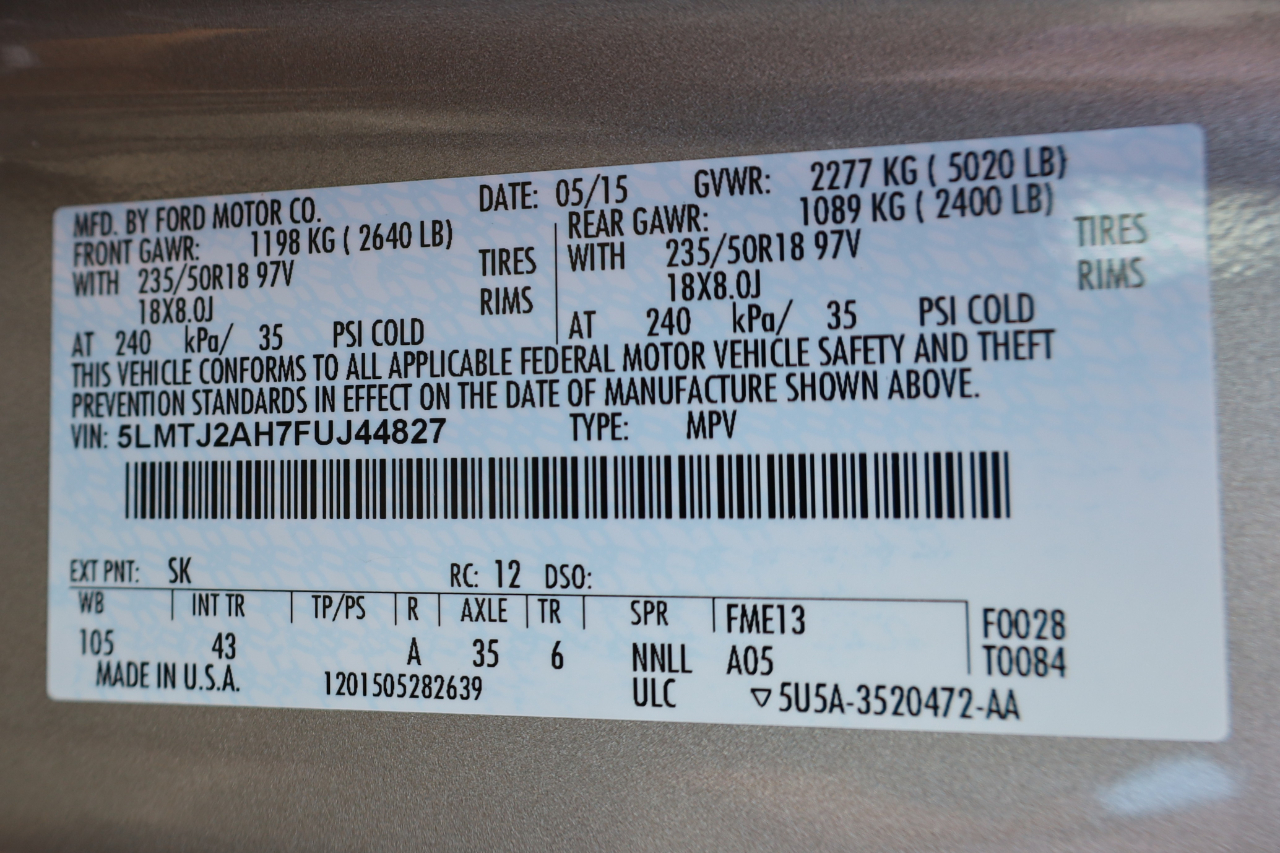 MFD. BY FORD MOTOR CO. DATE: 05/15 GVWR: 2277 KG ( 5020 LB)
FRONT GAWR: 1198 KG ( 2640 LB) REAR GAWR: 1089 KG ( 2400 LB)
WITH 235/50R18 97V TIRES WITH 235/50R18 97V TIRES
18X8.0J RIMS 18X8.0J RIMS
AT 240 kPa/ 35 PSI COLD AT 240 kPa/ 35 PSI COLD
THIS VEHICLE CONFORMS TO ALL APPLICABLE FEDERAL MOTOR VEHICLE SAFETY AND THEFT
PREVENTION STANDARDS IN EFFECT ON THE DATE OF MANUFACTURE SHOWN ABOVE.
VIN: 5LMTJ2AH7FUJ44827 TYPE: MPV
EXT PNT: SK RC: 12 DSO:
WB INT TR TP/PS R AXLE TR SPR FME13 F0028
105 43 A 35 6 NNLL A05 T0084
MADE IN U.S.A. 1201505282639 ULC ▽5U5A-3520472-AA